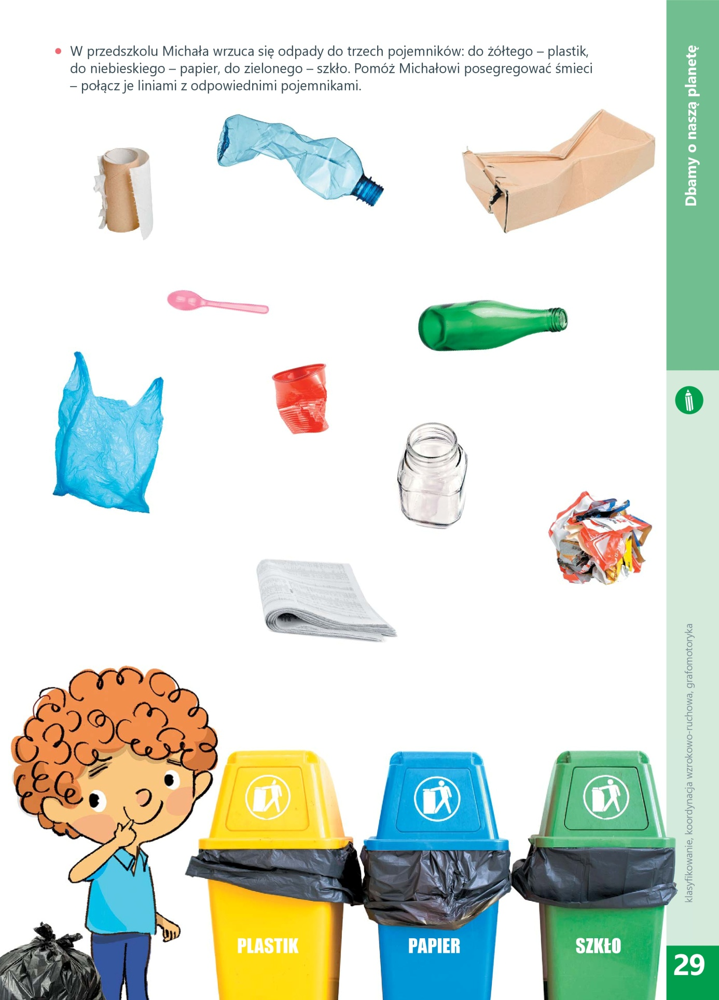 W przedszkolu Michała wrzuca się odpady do trzech pojemników: do żółtego – plastik,
do niebieskiego – papier, do zielonego – szkło. Pomóż Michałowi posegregować śmieci
– połącz je liniami z odpowiednimi pojemnikami.
Dbamy o naszą planetę
klasyfikowanie, koordynacja wzrokowo-ruchowa, grafomotoryka
PLASTIK
PAPIER
SZKŁO
29